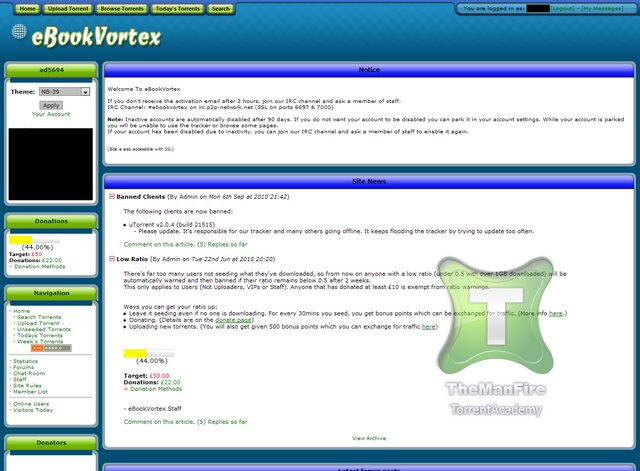 Home
Upload Torrent
Browse Torrents
Today's Torrents
Search
You are logged in as:
(Logout) - (My Messages)
eBookVortex
ad5694
Theme: NB-39
Apply
Your Account
Donations
(44.00%)
Target: £50
Donations: £22.00
» Donation Methods
Navigation
Home
Search Torrents
Upload Torrent
Unseeded Torrents
Todays Torrents
Week's Torrents
Statistics
Forums
Chat Room
Staff
Site Rules
Member List
Online Users
Visitors Today
Donators
Notice
Welcome To eBookVortex
If you don't receive the activation email after 3 hours, join our IRC channel and ask a member of staff.
IRC Channel: #ebookvortex on irc.p2p-network.net (SSL on ports 6697 & 7000)
Note: Inactive accounts are automatically disabled after 90 days. If you do not want your account to be disabled you can park it in your account settings. While your account is parked
you will be unable to use the tracker or browse some pages.
If your account has been disabled due to inactivity, you can join our IRC channel and ask a member of staff to enable it again.
(Site is also accessible with SSL)
Site News
Banned Clients (By Admin on Mon 6th Sep at 2010 21:42)
The following clients are now banned:
uTorrent v2.0.4 (build 21515)
- Please update. It's responsible for our tracker and many others going offline. It keeps flooding the tracker by trying to update too often.
Comment on this article. (5) Replies so far
Low Ratio (By Admin on Tue 22nd Jun at 2010 20:20)
There's far too many users not seeding what they've downloaded, so from now on anyone with a low ratio (under 0.5 with over 1GB downloaded) will be
automatically warned and then banned if their ratio remains below 0.5 after 2 weeks.
This only applies to Users (Not Uploaders, VIPs or Staff). Anyone that has donated at least £10 is exempt from ratio warnings.
Ways you can get your ratio up:
Leave it seeding even if no one is downloading. For every 30mins you seed, you get bonus points which can be exchanged for traffic. (More info here.)
Donating. (Details are on the donate page)
Uploading new torrents. (You will also get given 500 bonus points which you can exchange for traffic here)
(44.00%)
Target: £50.00
Donations: £22.00
» Donation Methods
- eBookVortex Staff
Comment on this article. (5) Replies so far
View Archive
Latest forum posts
T
TheManFire
TorrentAcademy